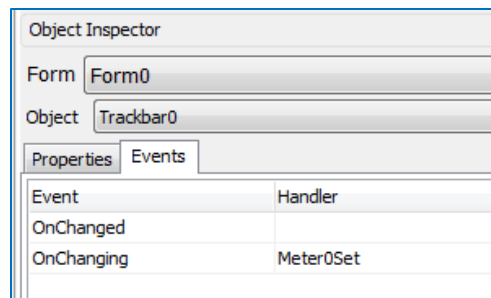 Object Inspector
Form Form0
Object Trackbar0
Properties Events
Event Handler
OnChanged
OnChanging Meter0Set